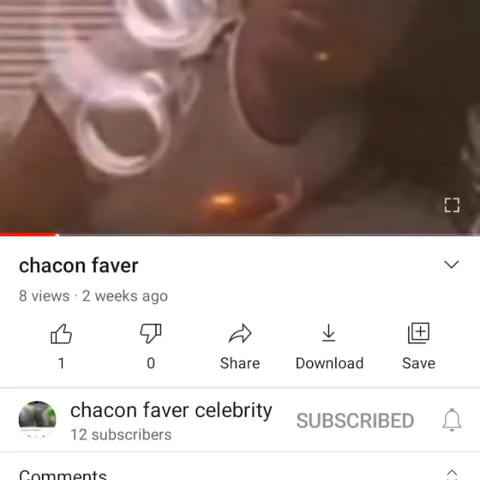 chacon faver
8 views · 2 weeks ago
1
0
Share
Download
Save
chacon faver celebrity
SUBSCRIBED
12 subscribers
Comments